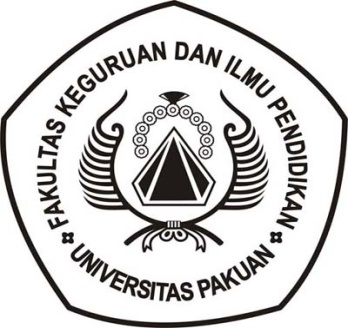 FAKULTAS KEGURUAN DAN ILMU PENDIDIKAN
UNIVERSITAS PAKUAN